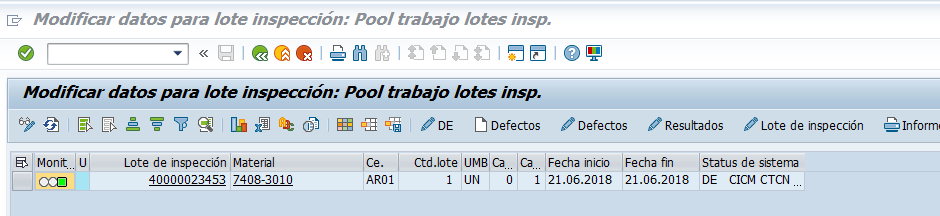 Modificar datos para lote inspección: Pool trabajo lotes insp.
Modificar datos para lote inspección: Pool trabajo lotes insp.
DE Defectos Defectos Resultados Lote de inspección Informe
Monit... U Lote de inspección Material Ce. Ctd.lote UMB Ca... Ca... Fecha inicio Fecha fin Status de sistema
40000023453 7408-3010 AR01 1 UN 0 1 21.06.2018 21.06.2018 DE CICM CTCN ...